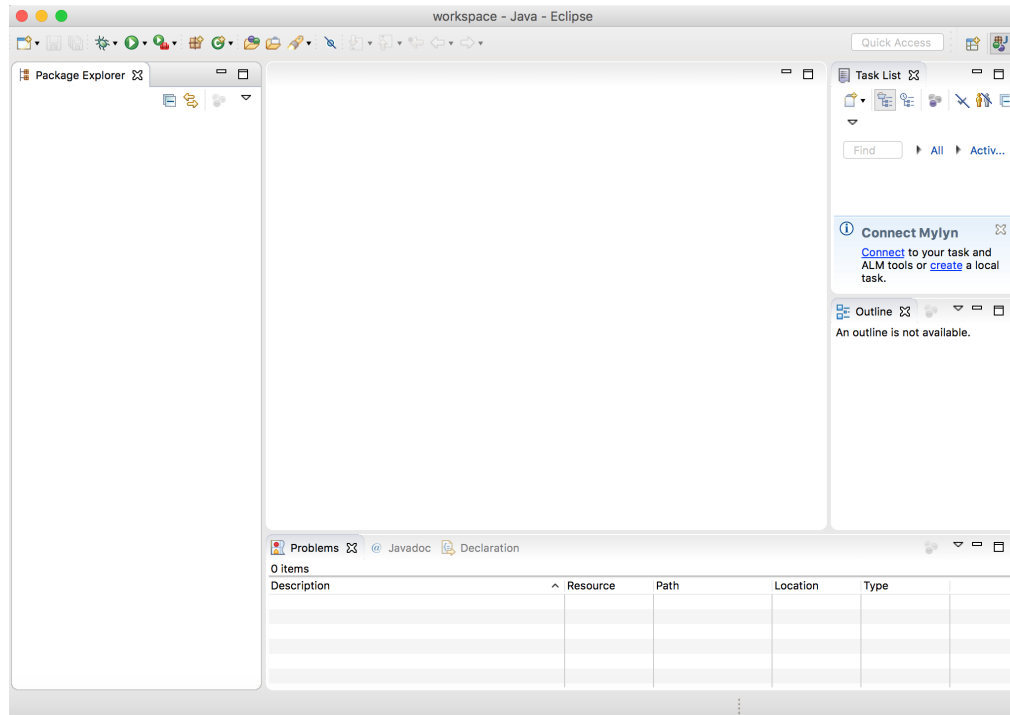 workspace - Java - Eclipse
Quick Access
Package Explorer
Task List
Find
All
Activ...
Connect Mylyn
Connect to your task and
ALM tools or create a local
task.
Outline
An outline is not available.
Problems
@ Javadoc
Declaration
0 items
Description
Resource
Path
Location
Type